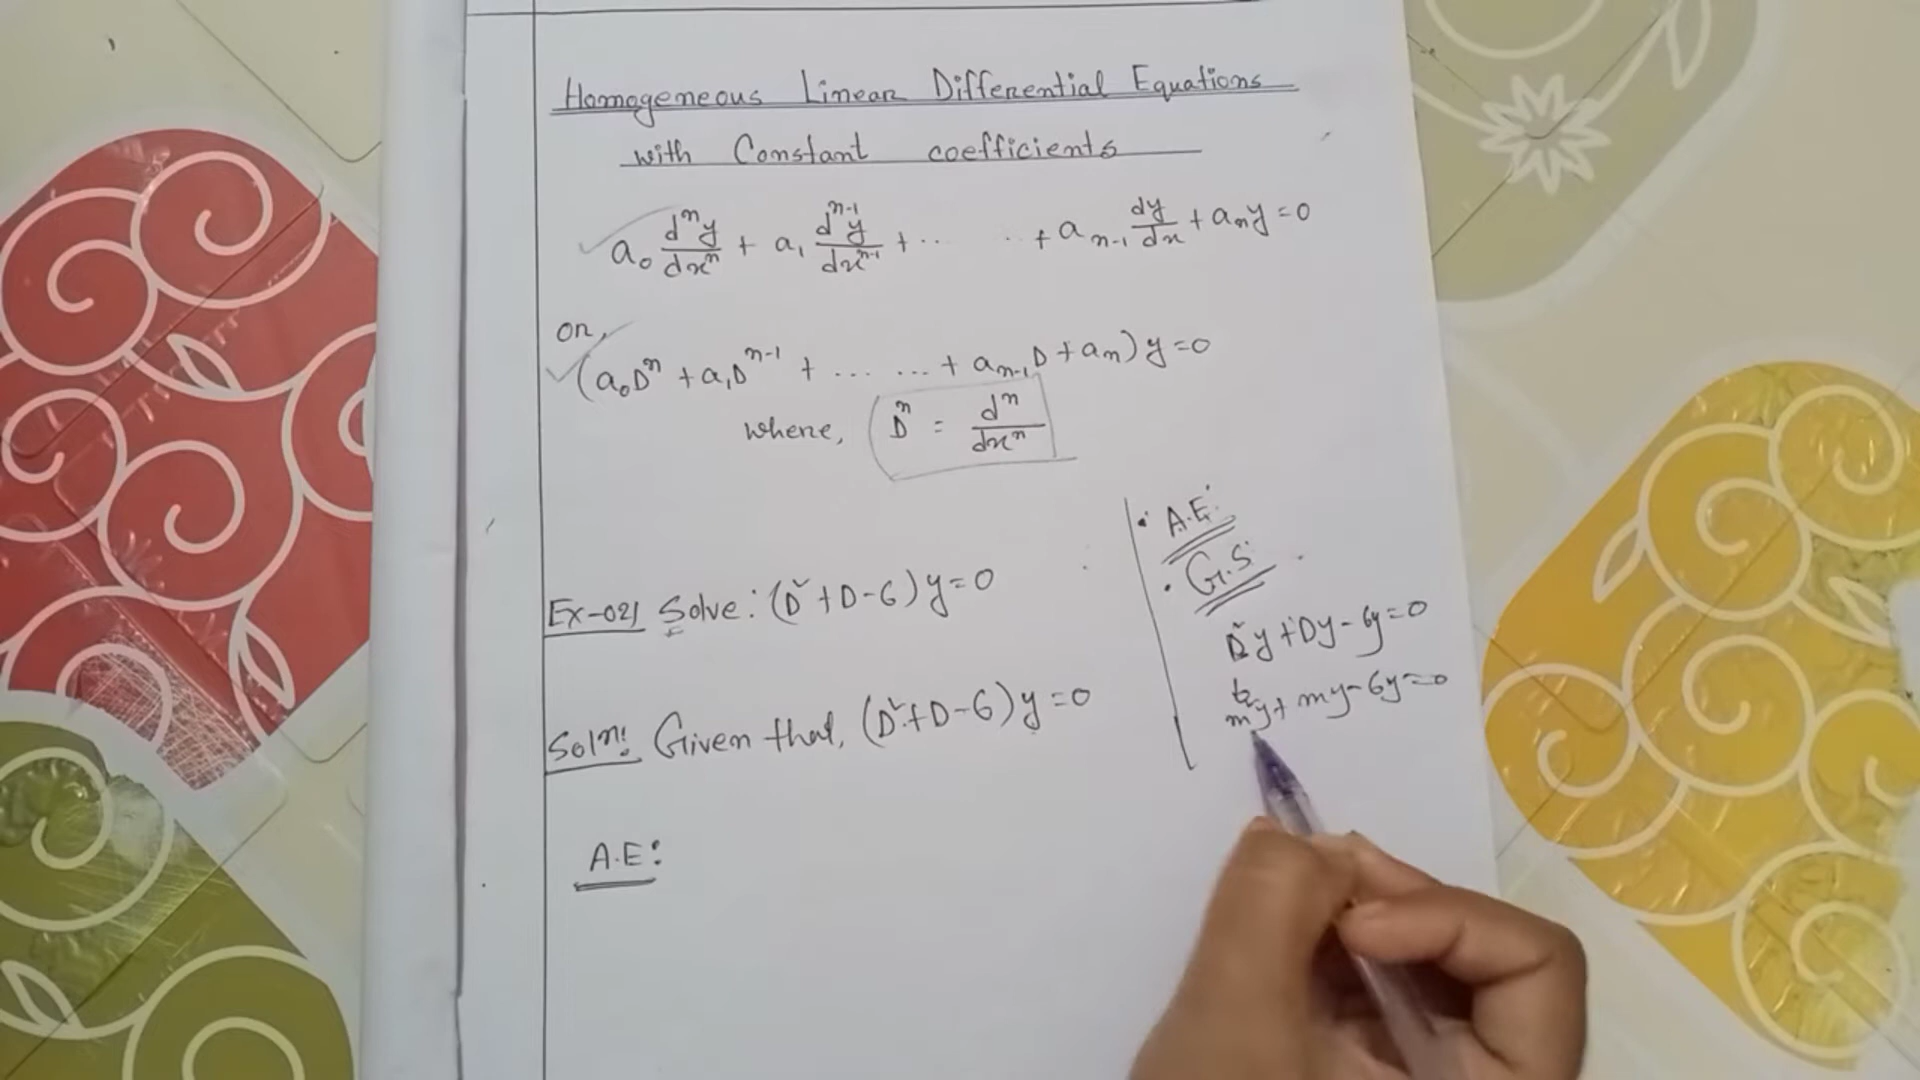 Homogeneous Linear Differential Equations
with Constant coefficients
a₀ dⁿy/dxⁿ + a₁ dⁿ⁻¹y/dxⁿ⁻¹ + ·· ·· + aₙ₋₁ dy/dx + aₙy = 0
or,
(a₀Dⁿ + a₁Dⁿ⁻¹ + ... ... + aₙ₋₁D + aₙ) y = 0
where, Dⁿ = dⁿ/dxⁿ
Ex-02| Solve: (D² + D - 6) y = 0
Solⁿ: Given that, (D² + D - 6) y = 0
A.E:
• A.E:
• G.S:
D²y + Dy - 6y = 0
m²y + my - 6y = 0